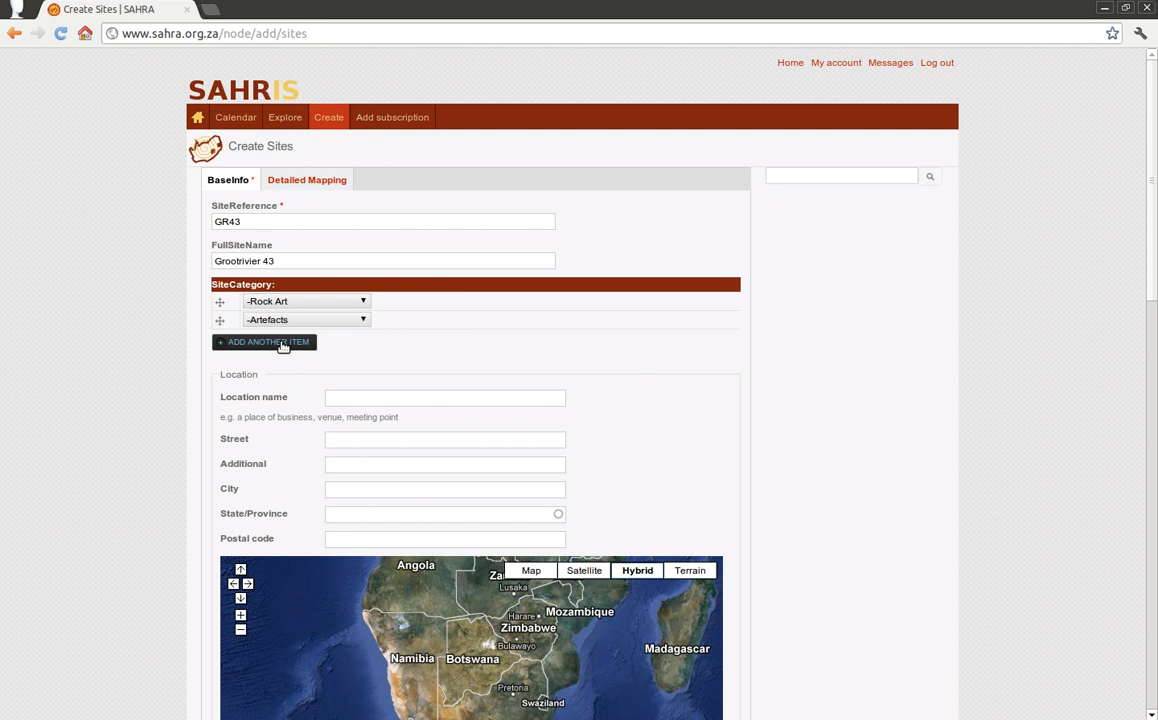 Create Sites | SAHRA
www.sahra.org.za/node/add/sites
Home My account Messages Log out
SAHRIS
Calendar Explore Create Add subscription
Create Sites
BaseInfo * Detailed Mapping
SiteReference *
GR43
FullSiteName
Grootrivier 43
SiteCategory:
-Rock Art
-Artefacts
+ ADD ANOTHER ITEM
Location
Location name
e.g. a place of business, venue, meeting point
Street
Additional
City
State/Province
Postal code
Map Satellite Hybrid Terrain
Angola
Za
Lusaka
Mozambique
Harare
Zimbabwe
Bulawayo
Madagascar
Namibia Botswana
Pretoria
Swaziland